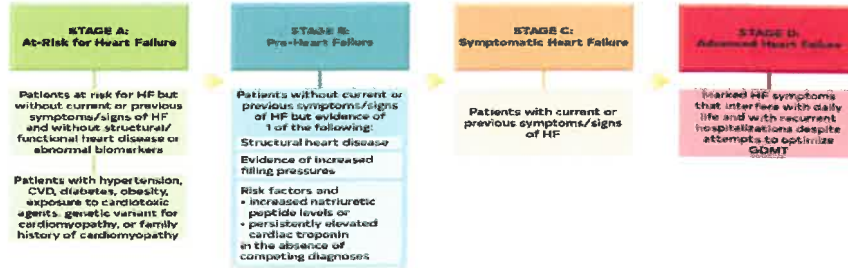 STAGE A:
At-Risk for Heart Failure
Patients at risk for HF but
without current or previous
symptoms/signs of HF
and without structural/
functional heart disease or
abnormal biomarkers
Patients with hypertension,
CVD, diabetes, obesity,
exposure to cardiotoxic
agents, genetic variant for
cardiomyopathy, or family
history of cardiomyopathy
STAGE B:
Pre-Heart Failure
Patients without current or
previous symptoms/signs
of HF but evidence of
1 of the following:
Structural heart disease
Evidence of increased
filling pressures
Risk factors and
• increased natriuretic
peptide levels or
• persistently elevated
cardiac troponin
in the absence of
competing diagnoses
STAGE C:
Symptomatic Heart Failure
Patients with current or
previous symptoms/signs
of HF
STAGE D:
Advanced Heart Failure
Marked HF symptoms
that interfere with daily
life and with recurrent
hospitalizations despite
attempts to optimize
GDMT